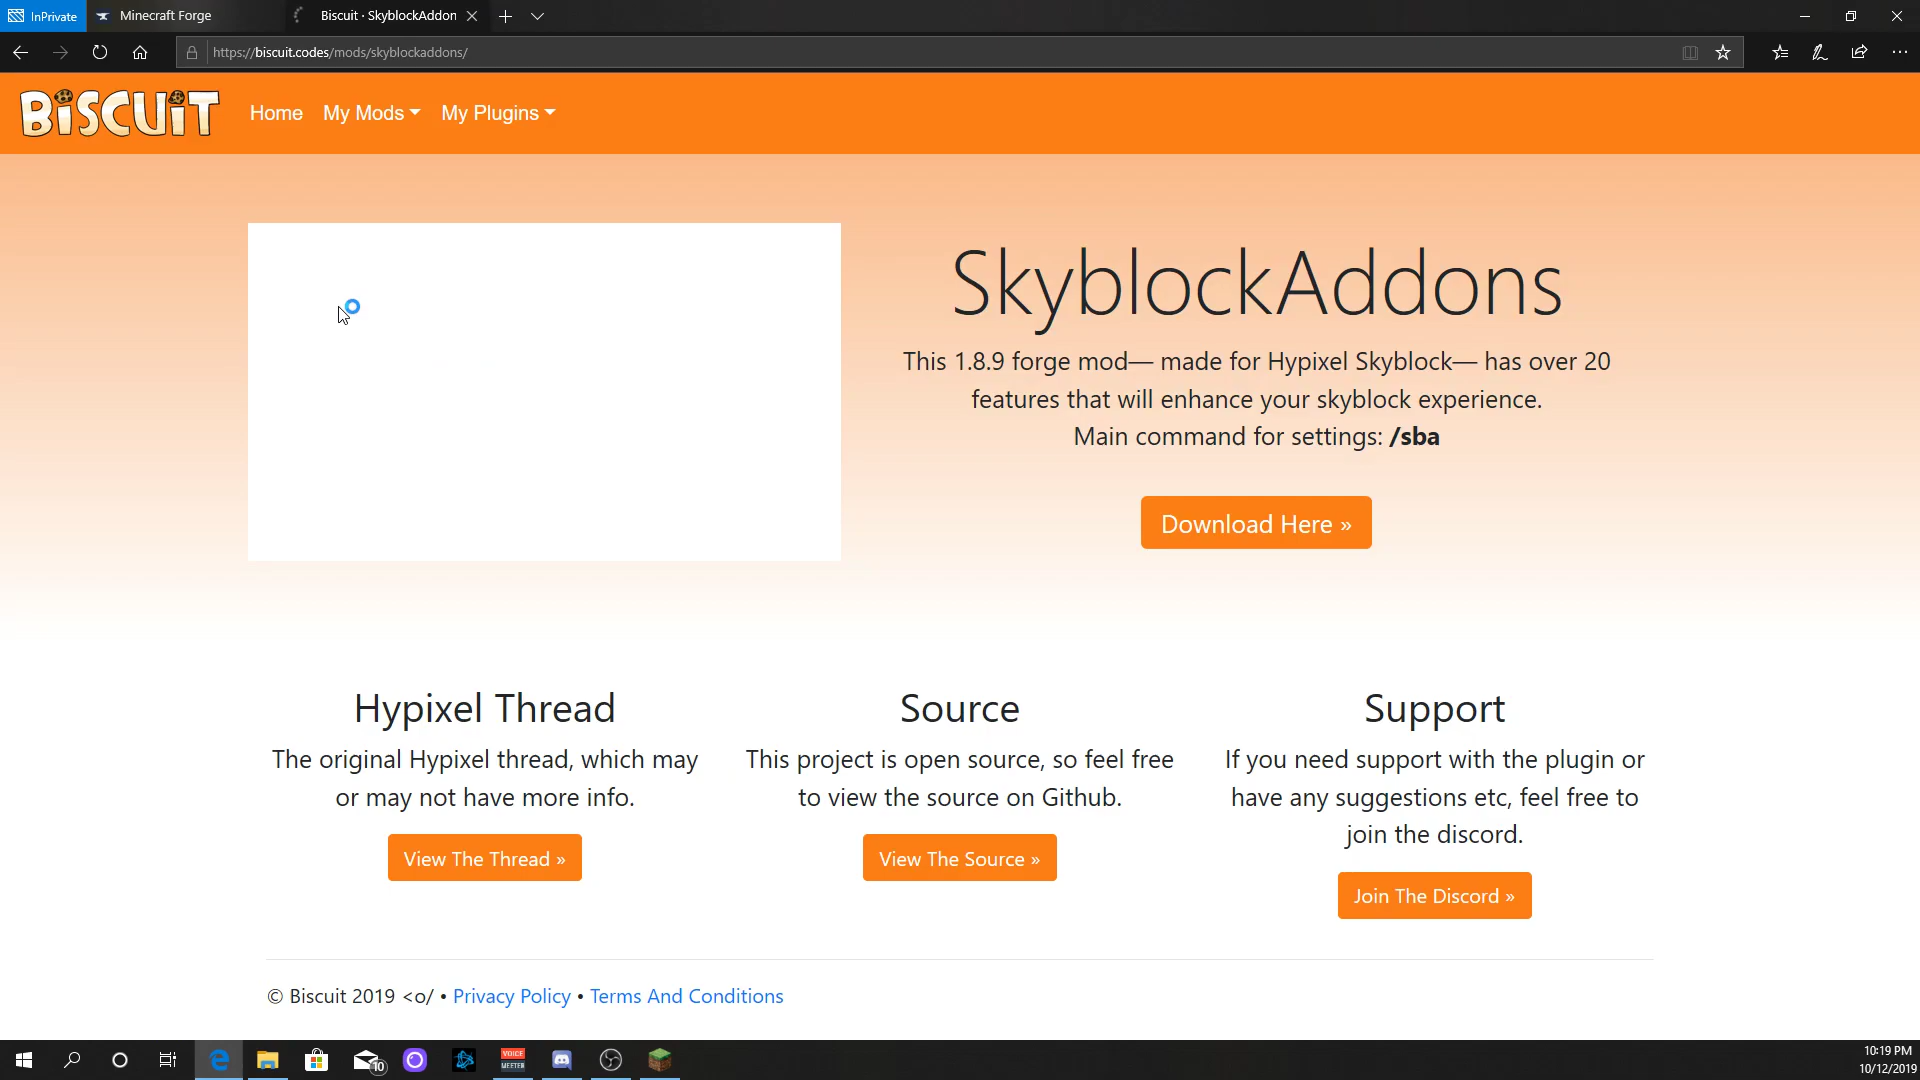 InPrivate
Minecraft Forge
Biscuit · SkyblockAddon
https://biscuit.codes/mods/skyblockaddons/
BiSCUiT
Home
My Mods
My Plugins
SkyblockAddons
This 1.8.9 forge mod— made for Hypixel Skyblock— has over 20
features that will enhance your skyblock experience.
Main command for settings: /sba
Download Here »
Hypixel Thread
The original Hypixel thread, which may
or may not have more info.
View The Thread »
Source
This project is open source, so feel free
to view the source on Github.
View The Source »
Support
If you need support with the plugin or
have any suggestions etc, feel free to
join the discord.
Join The Discord »
© Biscuit 2019 <o/ • Privacy Policy • Terms And Conditions
10
VOICE
MEETER
10:19 PM
10/12/2019